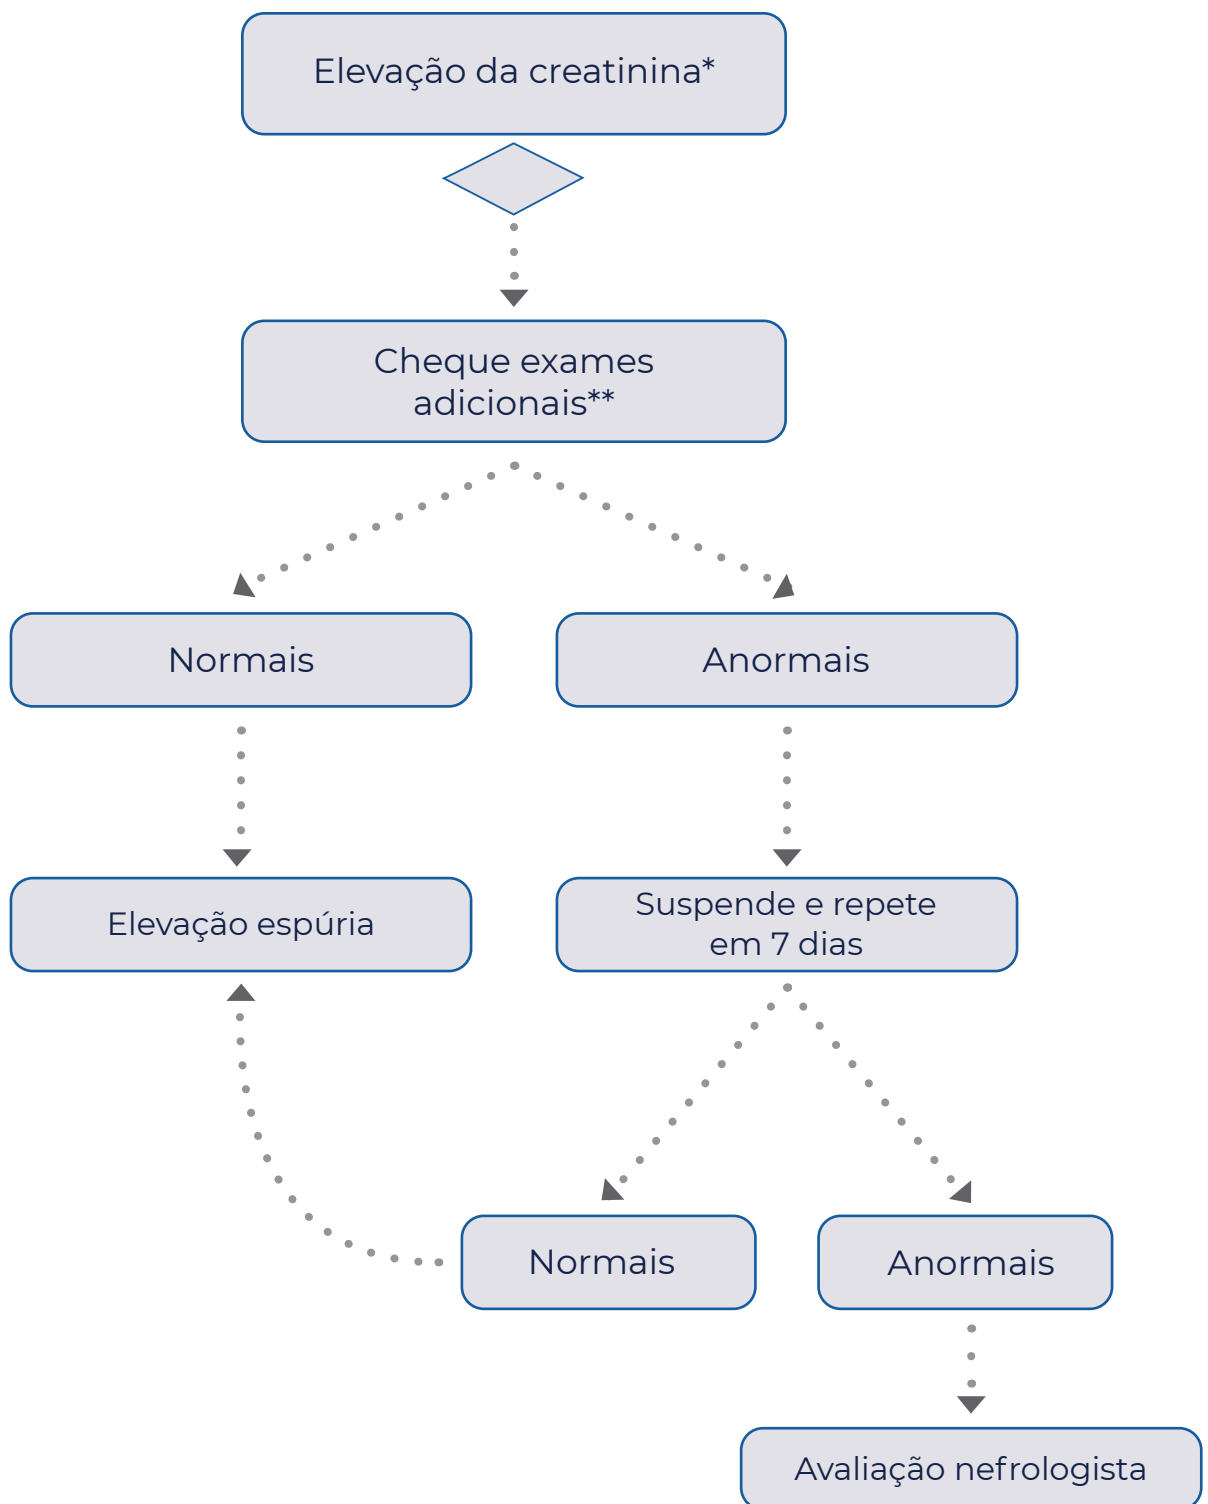 Elevação da creatinina*
Cheque exames
adicionais**
Normais
Anormais
Elevação espúria
Suspende e repete
em 7 dias
Normais
Anormais
Avaliação nefrologista